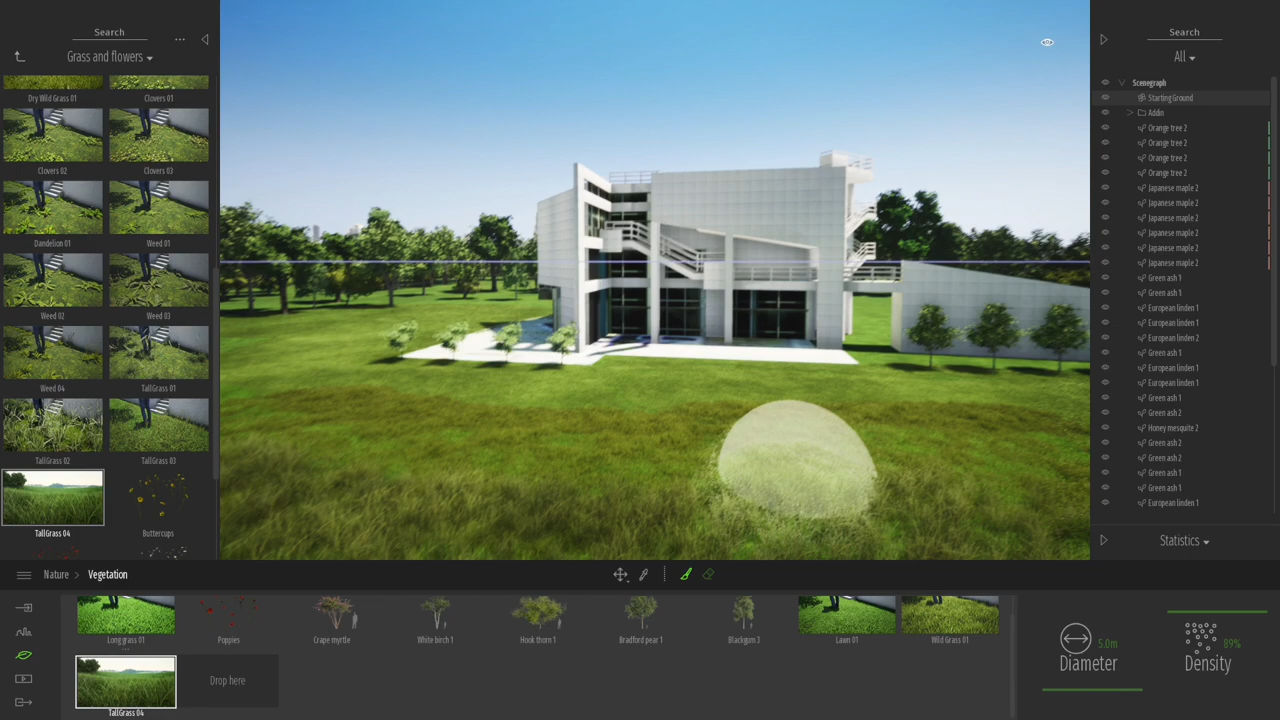 Search
Grass and flowers
Dry Wild Grass 01
Clovers 01
Clovers 02
Clovers 03
Dandelion 01
Weed 01
Weed 02
Weed 03
Weed 04
TallGrass 01
TallGrass 02
TallGrass 03
TallGrass 04
Buttercups
Search
All
Scenegraph
StartingGround
Addin
Orange tree 2
Orange tree 2
Orange tree 2
Orange tree 2
Japanese maple 2
Japanese maple 2
Japanese maple 2
Japanese maple 2
Japanese maple 2
Japanese maple 2
Green ash 1
Green ash 1
European linden 1
European linden 1
European linden 2
Green ash 1
European linden 1
European linden 1
Green ash 1
Green ash 2
Honey mesquite 2
Green ash 2
Green ash 2
Green ash 1
Green ash 1
European linden 1
Statistics
Nature > Vegetation
Long grass 01
Poppies
Crape myrtle
White birch 1
Hook thorn 1
Bradford pear 1
Blackgum 3
Lawn 01
Wild Grass 01
TallGrass 04
Drop here
5.0m
Diameter
89%
Density